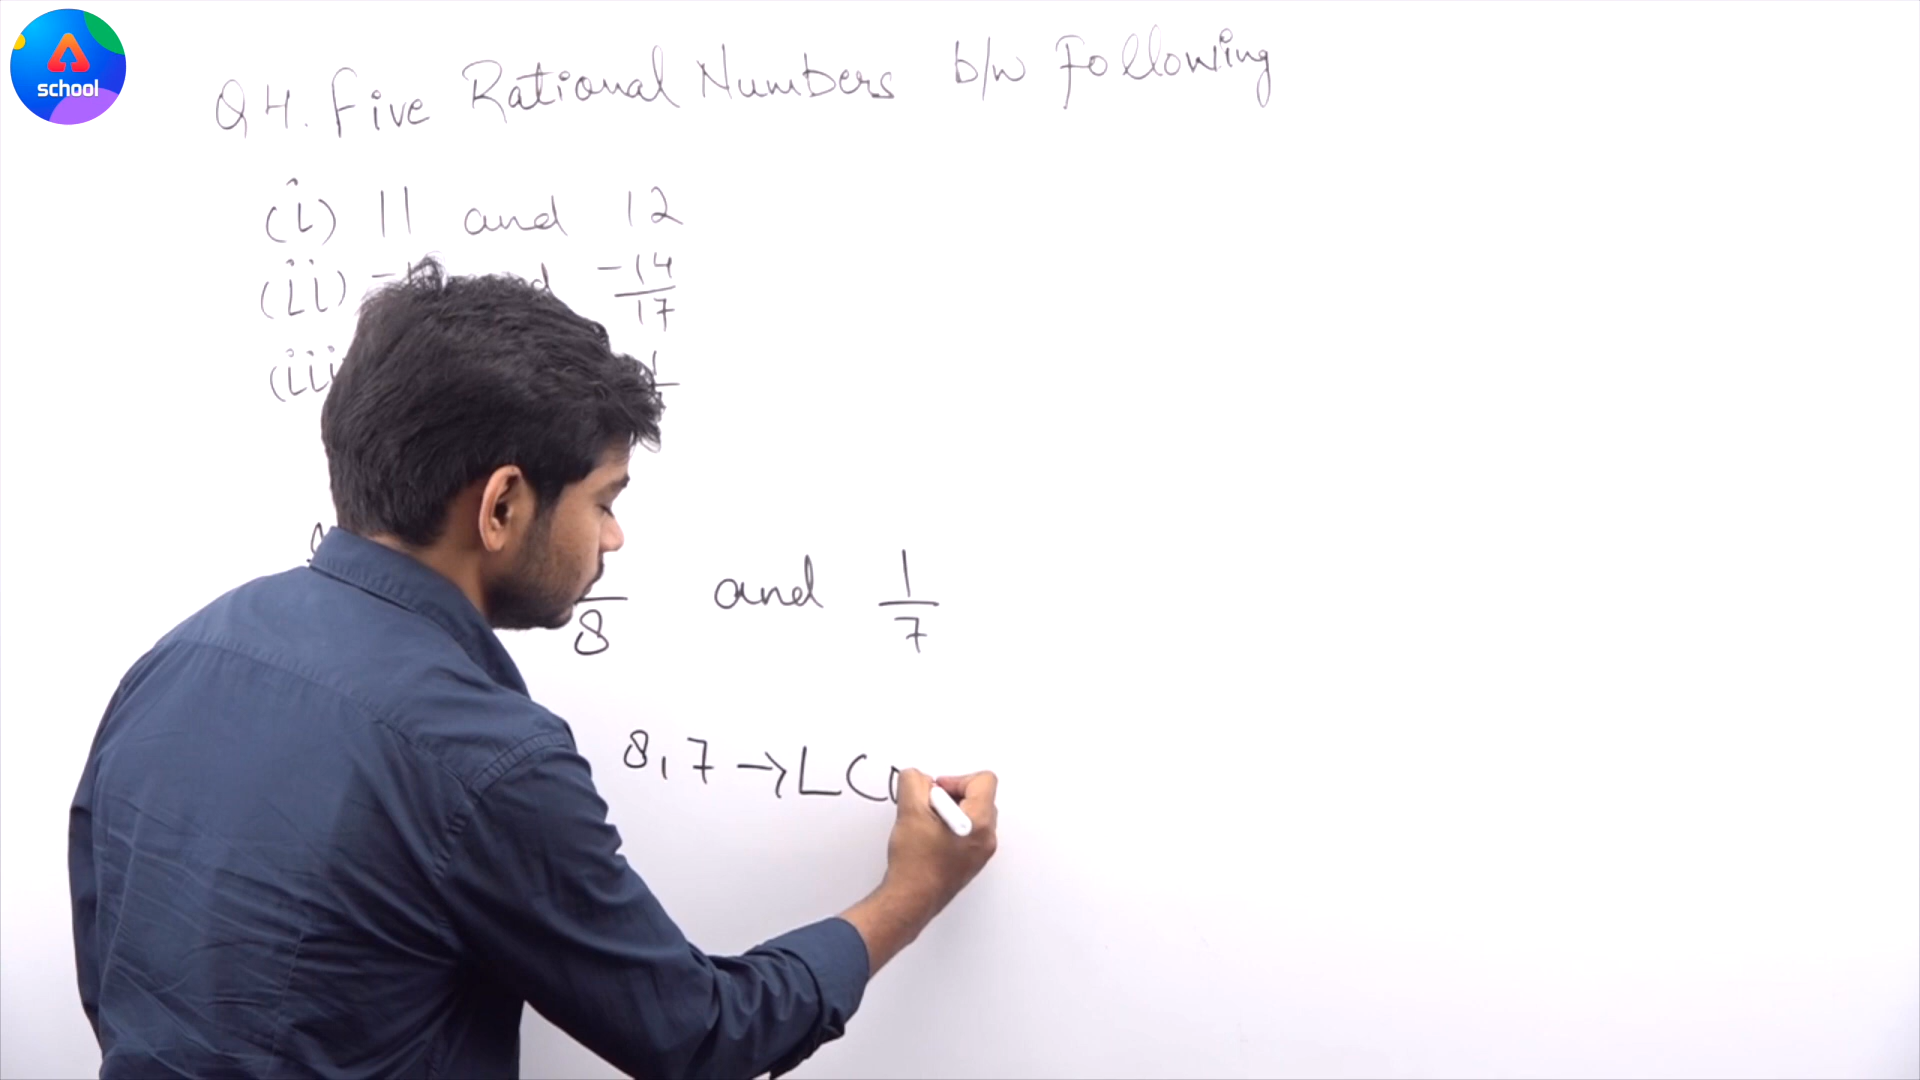 school
Q4. Five Rational Numbers b/w Following
(i) 11 and 12
(ii) -14/17
(iii
8 and 1/7
8,7 → LC